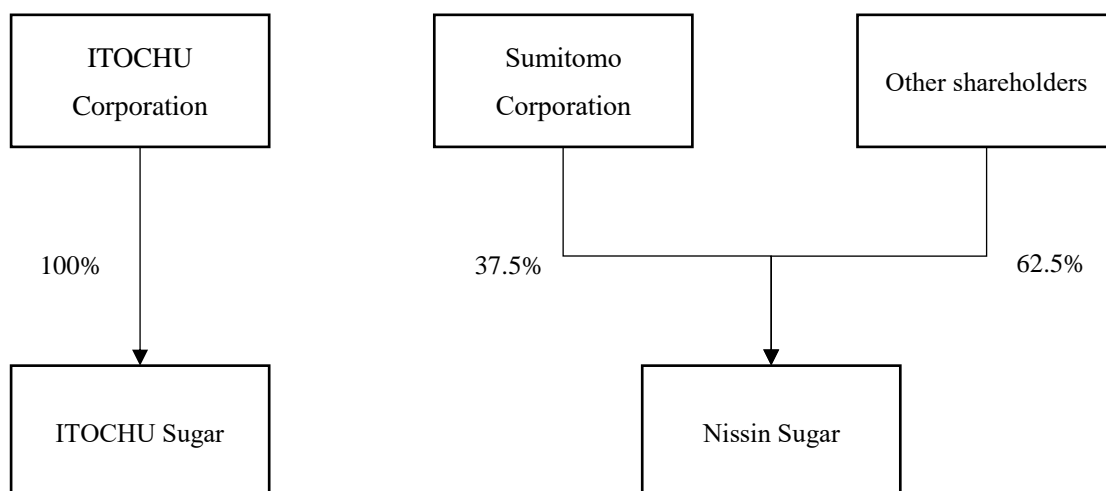 ITOCHU
Corporation
Sumitomo
Corporation
Other shareholders
100%
37.5%
62.5%
ITOCHU Sugar
Nissin Sugar